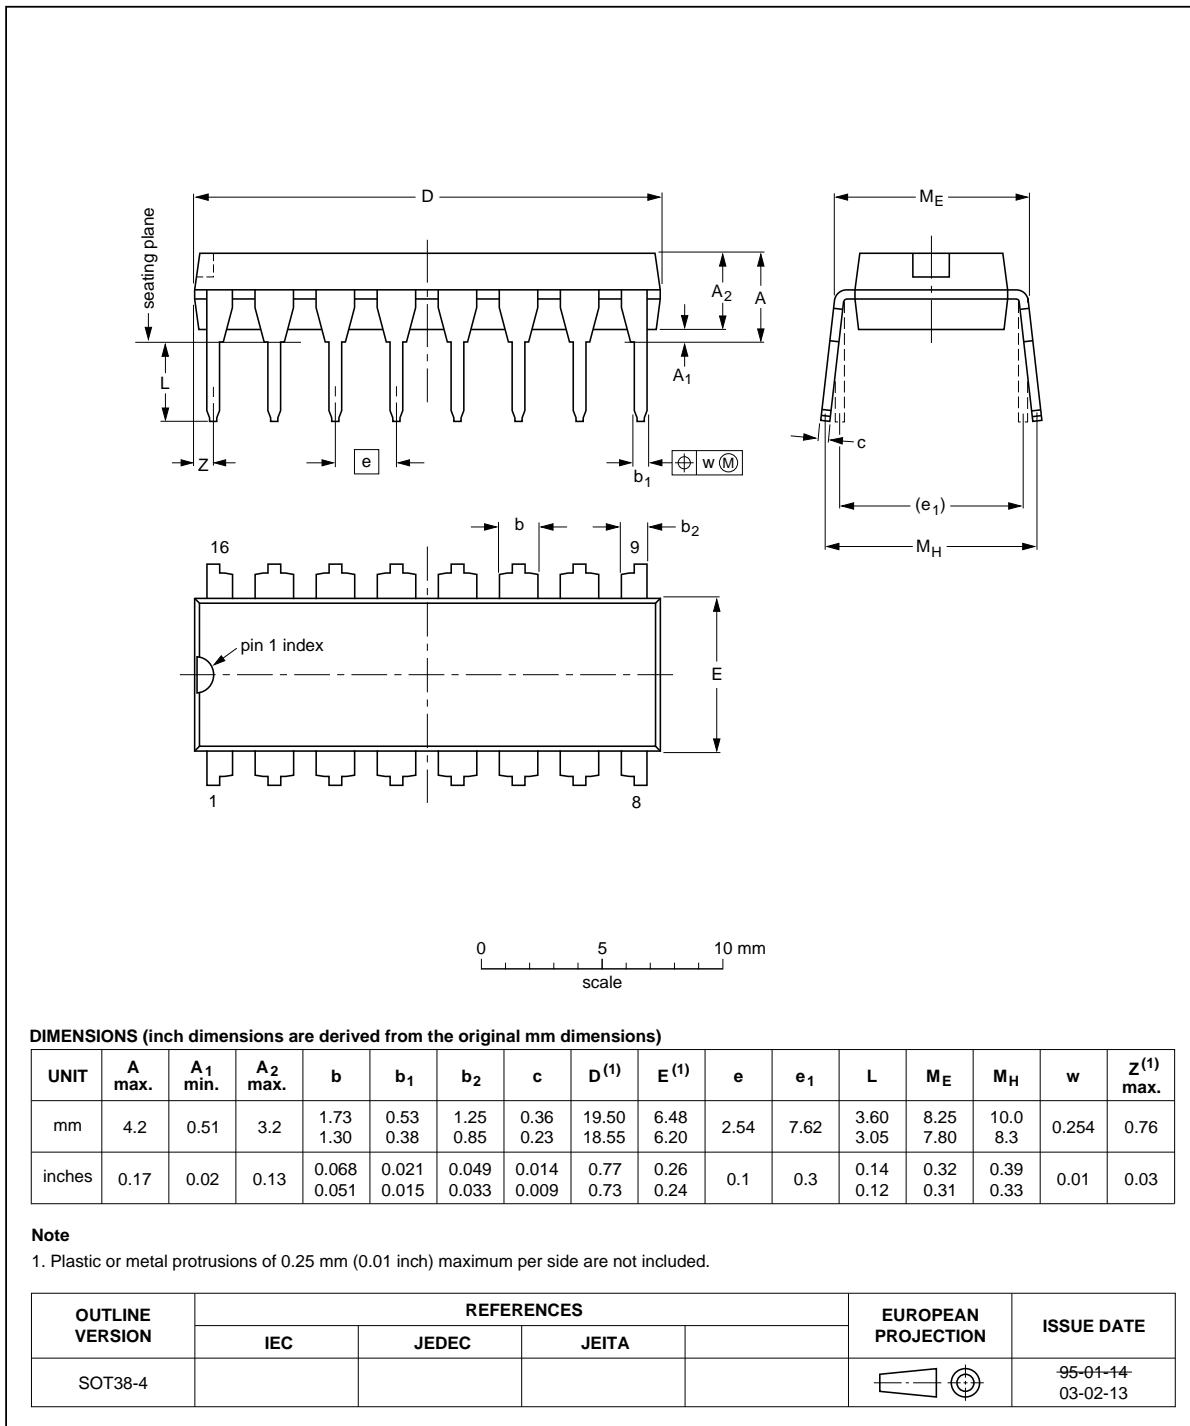 D
ME
seating plane
A2
A
A1
L
Z
e
b1
w M
c
(e1)
MH
b
b2
16
9
pin 1 index
E
1
8
0 5 10 mm
scale
DIMENSIONS (inch dimensions are derived from the original mm dimensions)
UNIT A max. A1 min. A2 max. b b1 b2 c D(1) E(1) e e1 L ME MH w Z(1) max.
mm 4.2 0.51 3.2 1.73 1.30 0.53 0.38 1.25 0.85 0.36 0.23 19.50 18.55 6.48 6.20 2.54 7.62 3.60 3.05 8.25 7.80 10.0 8.3 0.254 0.76
inches 0.17 0.02 0.13 0.068 0.051 0.021 0.015 0.049 0.033 0.014 0.009 0.77 0.73 0.26 0.24 0.1 0.3 0.14 0.12 0.32 0.31 0.39 0.33 0.01 0.03
Note
1. Plastic or metal protrusions of 0.25 mm (0.01 inch) maximum per side are not included.
OUTLINE VERSION REFERENCES EUROPEAN PROJECTION ISSUE DATE
IEC JEDEC JEITA
SOT38-4 95-01-14
03-02-13